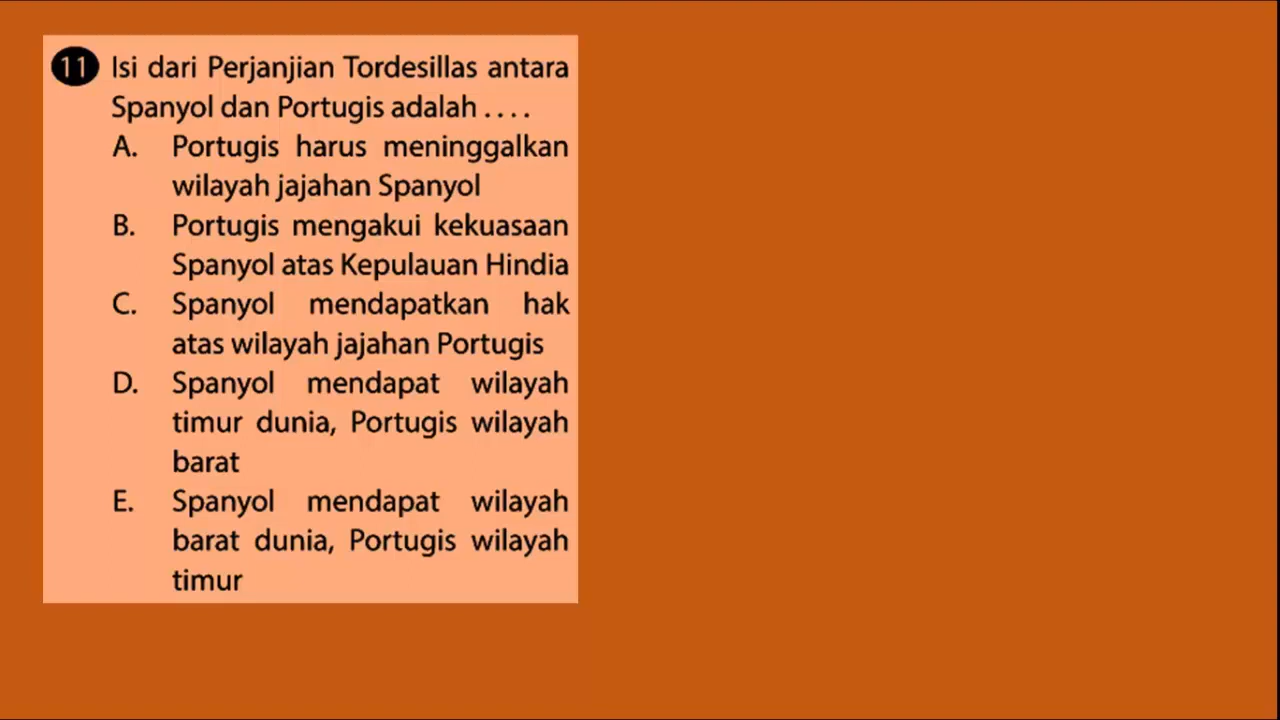 11 Isi dari Perjanjian Tordesillas antara
Spanyol dan Portugis adalah . . . .
A. Portugis harus meninggalkan
wilayah jajahan Spanyol
B. Portugis mengakui kekuasaan
Spanyol atas Kepulauan Hindia
C. Spanyol mendapatkan hak
atas wilayah jajahan Portugis
D. Spanyol mendapat wilayah
timur dunia, Portugis wilayah
barat
E. Spanyol mendapat wilayah
barat dunia, Portugis wilayah
timur